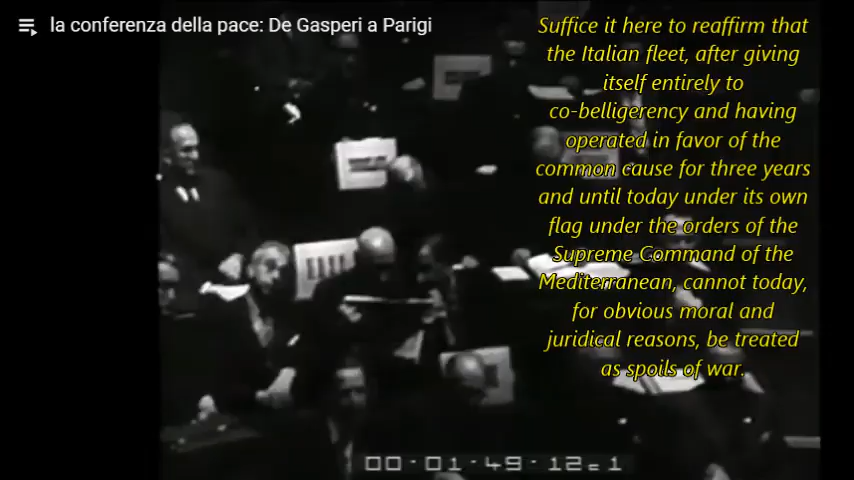 la conferenza della pace: De Gasperi a Parigi
Suffice it here to reaffirm that
the Italian fleet, after giving
itself entirely to
co-belligerency and having
operated in favor of the
common cause for three years
and until today under its own
flag under the orders of the
Supreme Command of the
Mediterranean, cannot today,
for obvious moral and
juridical reasons, be treated
as spoils of war.
00·01·49·12c1